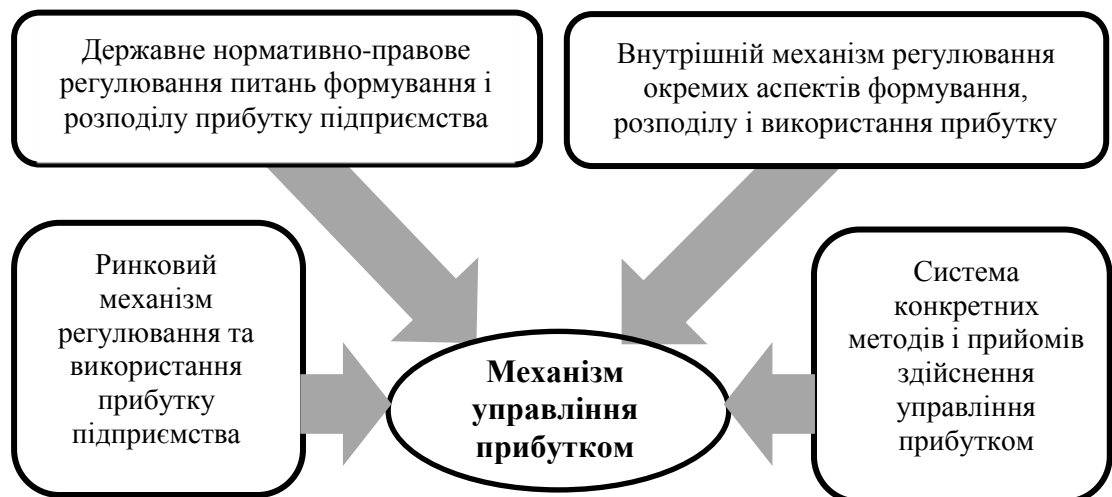 Державне нормативно-правове
регулювання питань формування і
розподілу прибутку підприємства
Внутрішній механізм регулювання
окремих аспектів формування,
розподілу і використання прибутку
Ринковий
механізм
регулювання та
використання
прибутку
підприємства
Механізм
управління
прибутком
Система
конкретних
методів і прийомів
здійснення
управління
прибутком